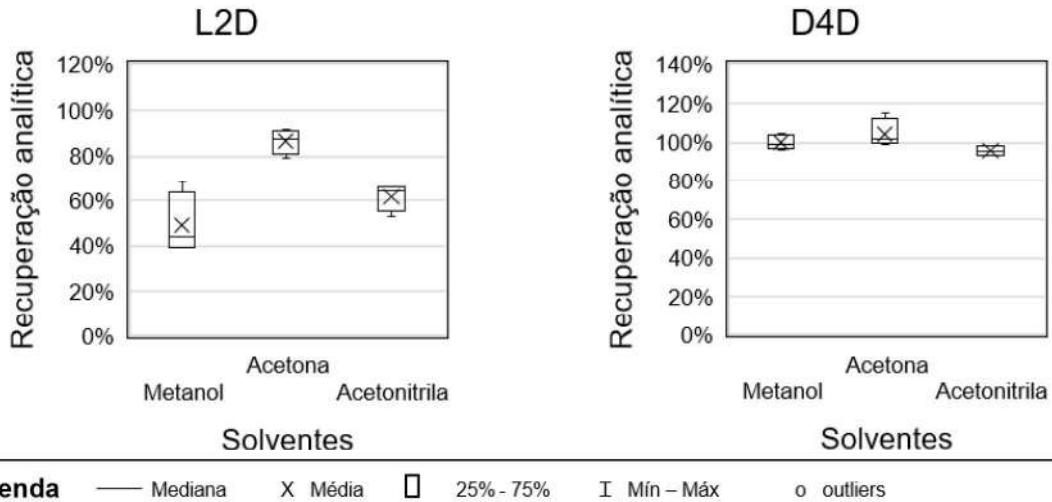 L2D
Recuperação analítica
120%
100%
80%
60%
40%
20%
0%
Acetona
Metanol Acetonitrila
Solventes
D4D
Recuperação analítica
140%
120%
100%
80%
60%
40%
20%
0%
Acetona
Metanol Acetonitrila
Solventes
enda Mediana X Média 25% - 75% Mín – Máx o outliers